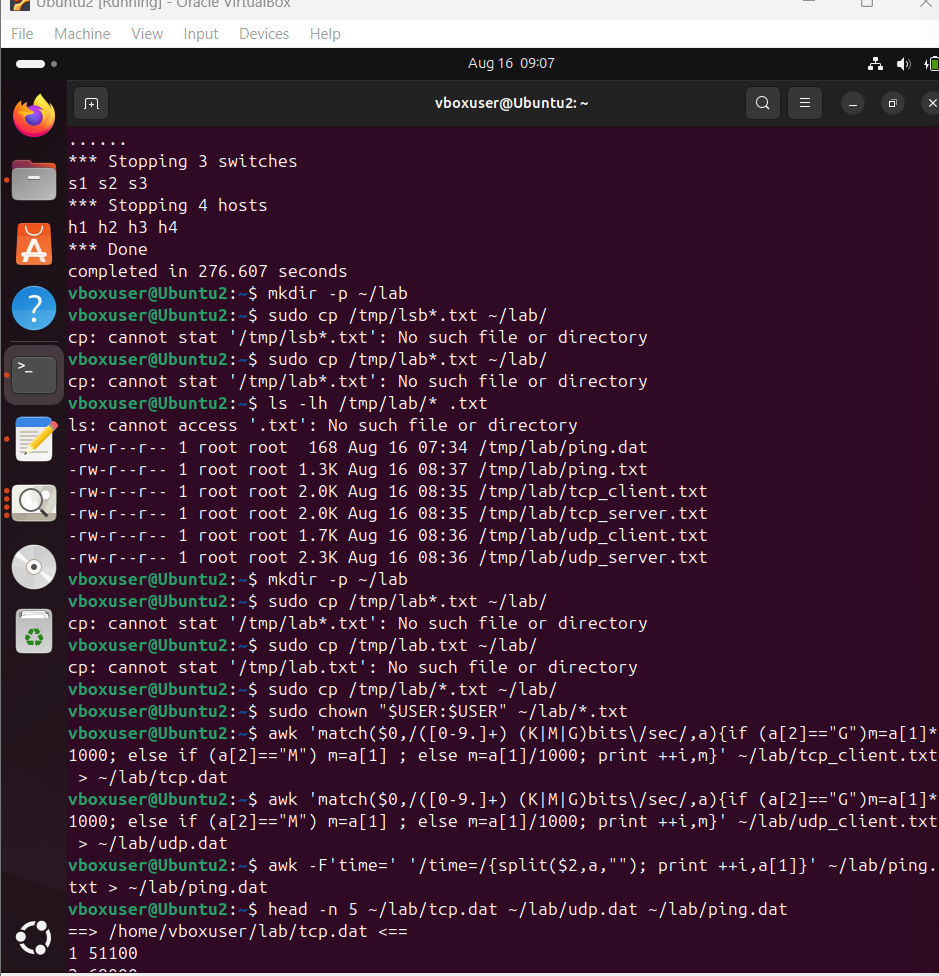 Ubuntu2 [Running] - Oracle VirtualBox
File Machine View Input Devices Help
Aug 16 09:07
vboxuser@Ubuntu2: ~
......
*** Stopping 3 switches
s1 s2 s3
*** Stopping 4 hosts
h1 h2 h3 h4
*** Done
completed in 276.607 seconds
vboxuser@Ubuntu2:~$ mkdir -p ~/lab
vboxuser@Ubuntu2:~$ sudo cp /tmp/lsb*.txt ~/lab/
cp: cannot stat '/tmp/lsb*.txt': No such file or directory
vboxuser@Ubuntu2:~$ sudo cp /tmp/lab*.txt ~/lab/
cp: cannot stat '/tmp/lab*.txt': No such file or directory
vboxuser@Ubuntu2:~$ ls -lh /tmp/lab/* .txt
ls: cannot access '.txt': No such file or directory
-rw-r--r-- 1 root root  168 Aug 16 07:34 /tmp/lab/ping.dat
-rw-r--r-- 1 root root 1.3K Aug 16 08:37 /tmp/lab/ping.txt
-rw-r--r-- 1 root root 2.0K Aug 16 08:35 /tmp/lab/tcp_client.txt
-rw-r--r-- 1 root root 2.0K Aug 16 08:35 /tmp/lab/tcp_server.txt
-rw-r--r-- 1 root root 1.7K Aug 16 08:36 /tmp/lab/udp_client.txt
-rw-r--r-- 1 root root 2.3K Aug 16 08:36 /tmp/lab/udp_server.txt
vboxuser@Ubuntu2:~$ mkdir -p ~/lab
vboxuser@Ubuntu2:~$ sudo cp /tmp/lab*.txt ~/lab/
cp: cannot stat '/tmp/lab*.txt': No such file or directory
vboxuser@Ubuntu2:~$ sudo cp /tmp/lab.txt ~/lab/
cp: cannot stat '/tmp/lab.txt': No such file or directory
vboxuser@Ubuntu2:~$ sudo cp /tmp/lab/*.txt ~/lab/
vboxuser@Ubuntu2:~$ sudo chown "$USER:$USER" ~/lab/*.txt
vboxuser@Ubuntu2:~$ awk 'match($0,/([0-9.]+) (K|M|G)bits\/sec/,a){if (a[2]=="G")m=a[1]*
1000; else if (a[2]=="M") m=a[1] ; else m=a[1]/1000; print ++i,m}' ~/lab/tcp_client.txt
 > ~/lab/tcp.dat
vboxuser@Ubuntu2:~$ awk 'match($0,/([0-9.]+) (K|M|G)bits\/sec/,a){if (a[2]=="G")m=a[1]*
1000; else if (a[2]=="M") m=a[1] ; else m=a[1]/1000; print ++i,m}' ~/lab/udp_client.txt
 > ~/lab/udp.dat
vboxuser@Ubuntu2:~$ awk -F'time=' '/time=/{split($2,a,""); print ++i,a[1]}' ~/lab/ping.
txt > ~/lab/ping.dat
vboxuser@Ubuntu2:~$ head -n 5 ~/lab/tcp.dat ~/lab/udp.dat ~/lab/ping.dat
==> /home/vboxuser/lab/tcp.dat <==
1 51100